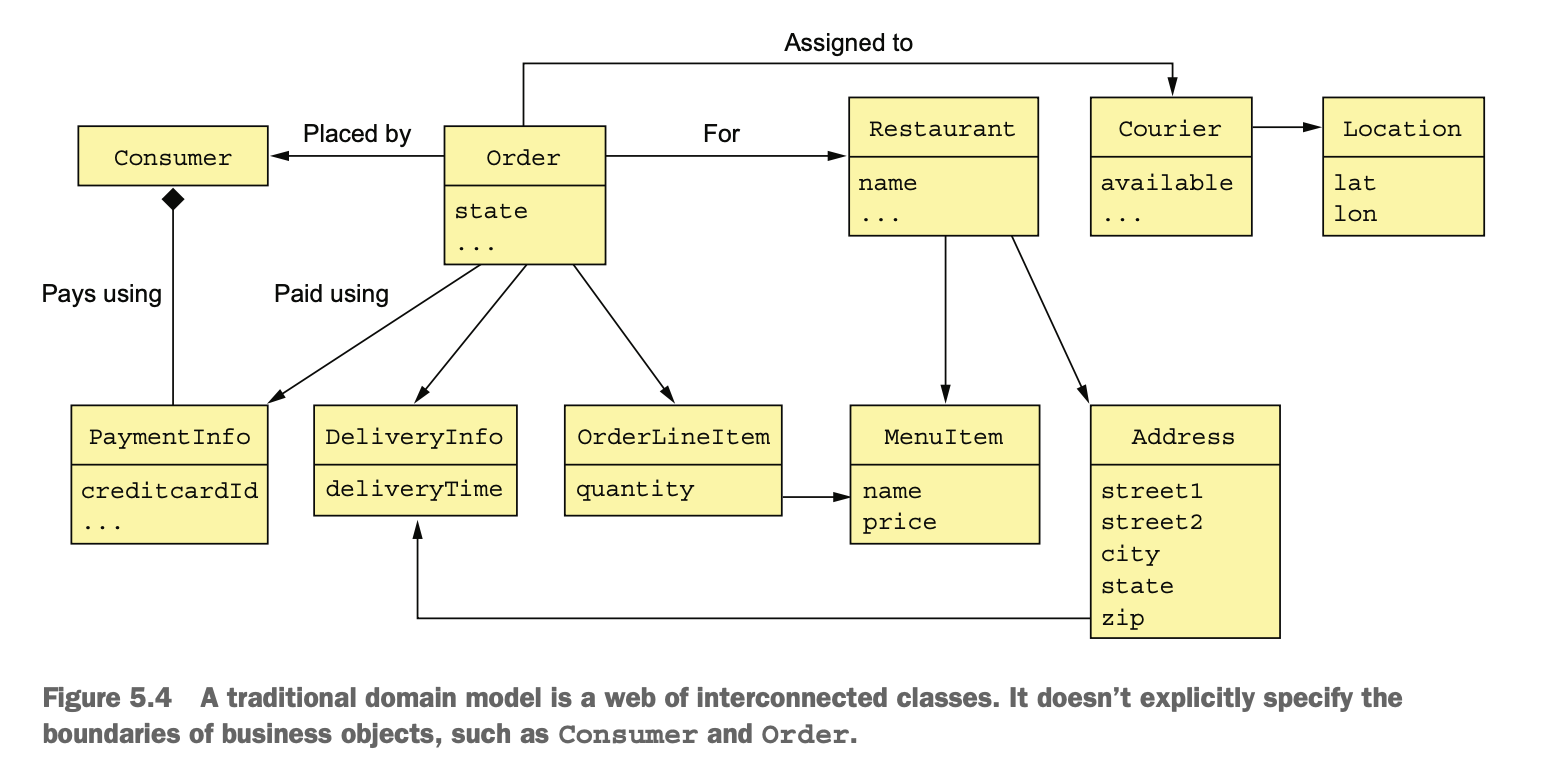 Assigned to
Consumer
Placed by
Order
state
...
For
Restaurant
name
...
Courier
available
...
Location
lat
lon
Pays using
Paid using
PaymentInfo
creditcardId
...
DeliveryInfo
deliveryTime
OrderLineItem
quantity
MenuItem
name
price
Address
street1
street2
city
state
zip
Figure 5.4 A traditional domain model is a web of interconnected classes. It doesn’t explicitly specify the
boundaries of business objects, such as Consumer and Order.